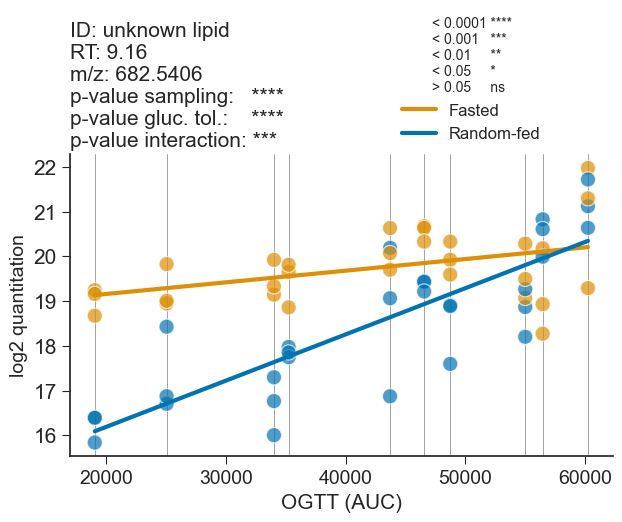 ID: unknown lipid
RT: 9.16
m/z: 682.5406
p-value sampling: ****
p-value gluc. tol.: ****
p-value interaction: ***
< 0.0001 ****
< 0.001 ***
< 0.01 **
< 0.05 *
> 0.05 ns
Fasted
Random-fed
log2 quantitation
22
21
20
19
18
17
16
20000 30000 40000 50000 60000
OGTT (AUC)